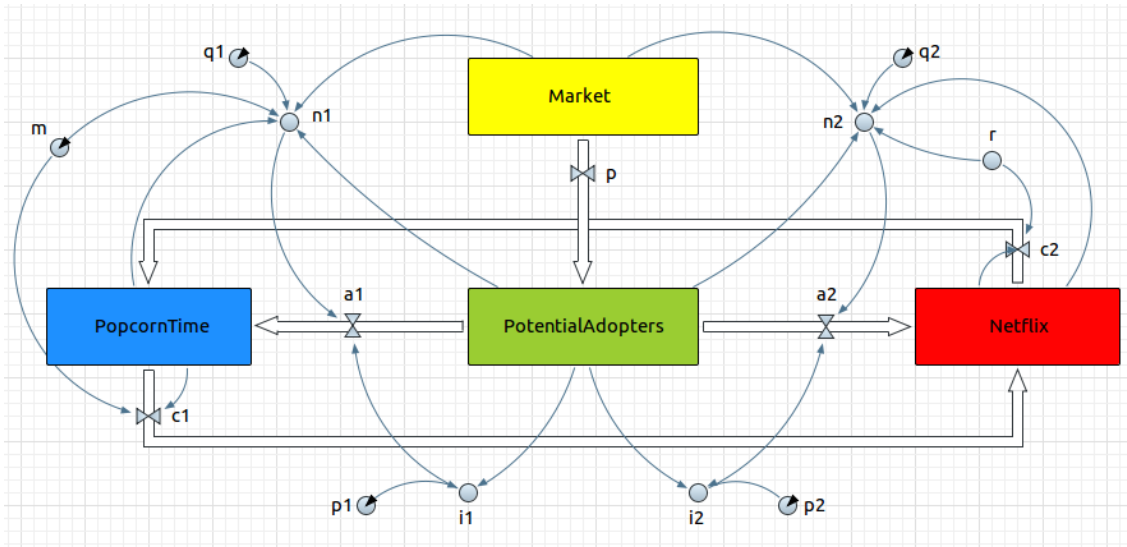 q1
q2
Market
n1
n2
m
r
p
c2
a1
a2
PopcornTime
PotentialAdopters
Netflix
c1
p1
i1
i2
p2